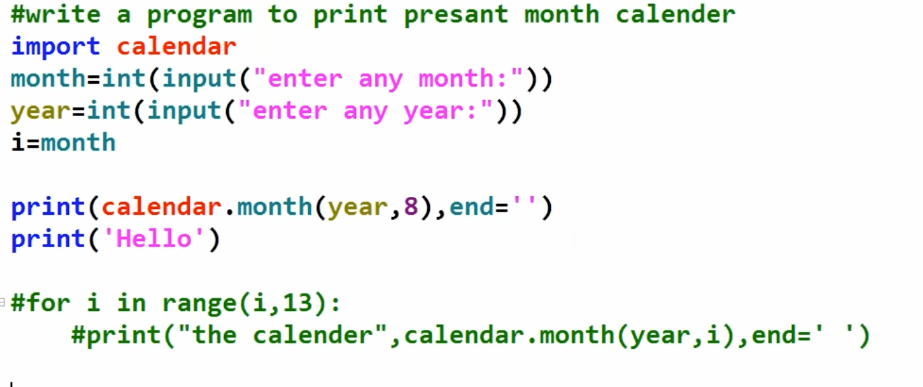 #write a program to print presant month calender
import calendar
month=int(input("enter any month:"))
year=int(input("enter any year:"))
i=month
print(calendar.month(year,8),end='')
print('Hello')
#for i in range(i,13):
#print("the calender",calendar.month(year,i),end=' ')